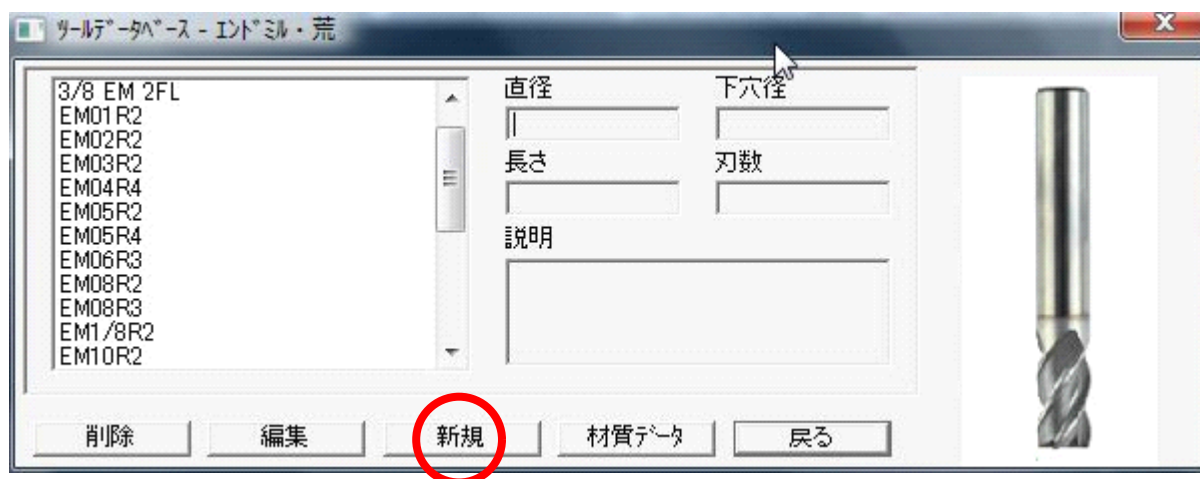 ﾂｰﾙﾃﾞｰﾀﾍﾞｰｽ - ｴﾝﾄﾞﾐﾙ・荒
3/8 EM 2FL
EM01R2
EM02R2
EM03R2
EM04R4
EM05R2
EM05R4
EM06R3
EM08R2
EM08R3
EM1/8R2
EM10R2
直径 下穴径
長さ 刃数
説明
削除 編集 新規 材質ﾃﾞｰﾀ 戻る